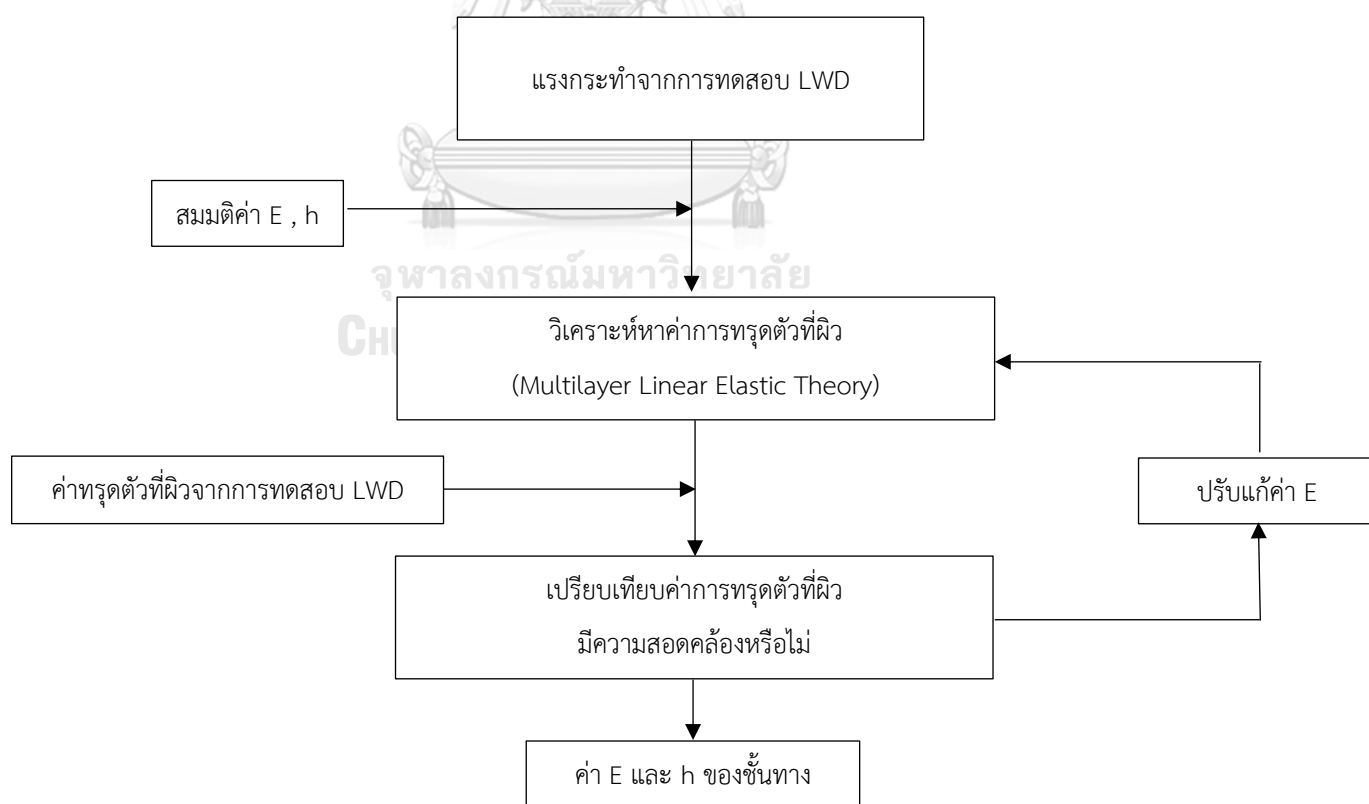 แรงกระทำจากการทดสอบ LWD
สมมติค่า E , h
จุฬาลงกรณ์มหาวิทยาลัย
วิเคราะห์หาค่าการทรุดตัวที่ผิว
(Multilayer Linear Elastic Theory)
ค่าทรุดตัวที่ผิวจากการทดสอบ LWD
ปรับแก้ค่า E
เปรียบเทียบค่าการทรุดตัวที่ผิว
มีความสอดคล้องหรือไม่
ค่า E และ h ของชั้นทาง